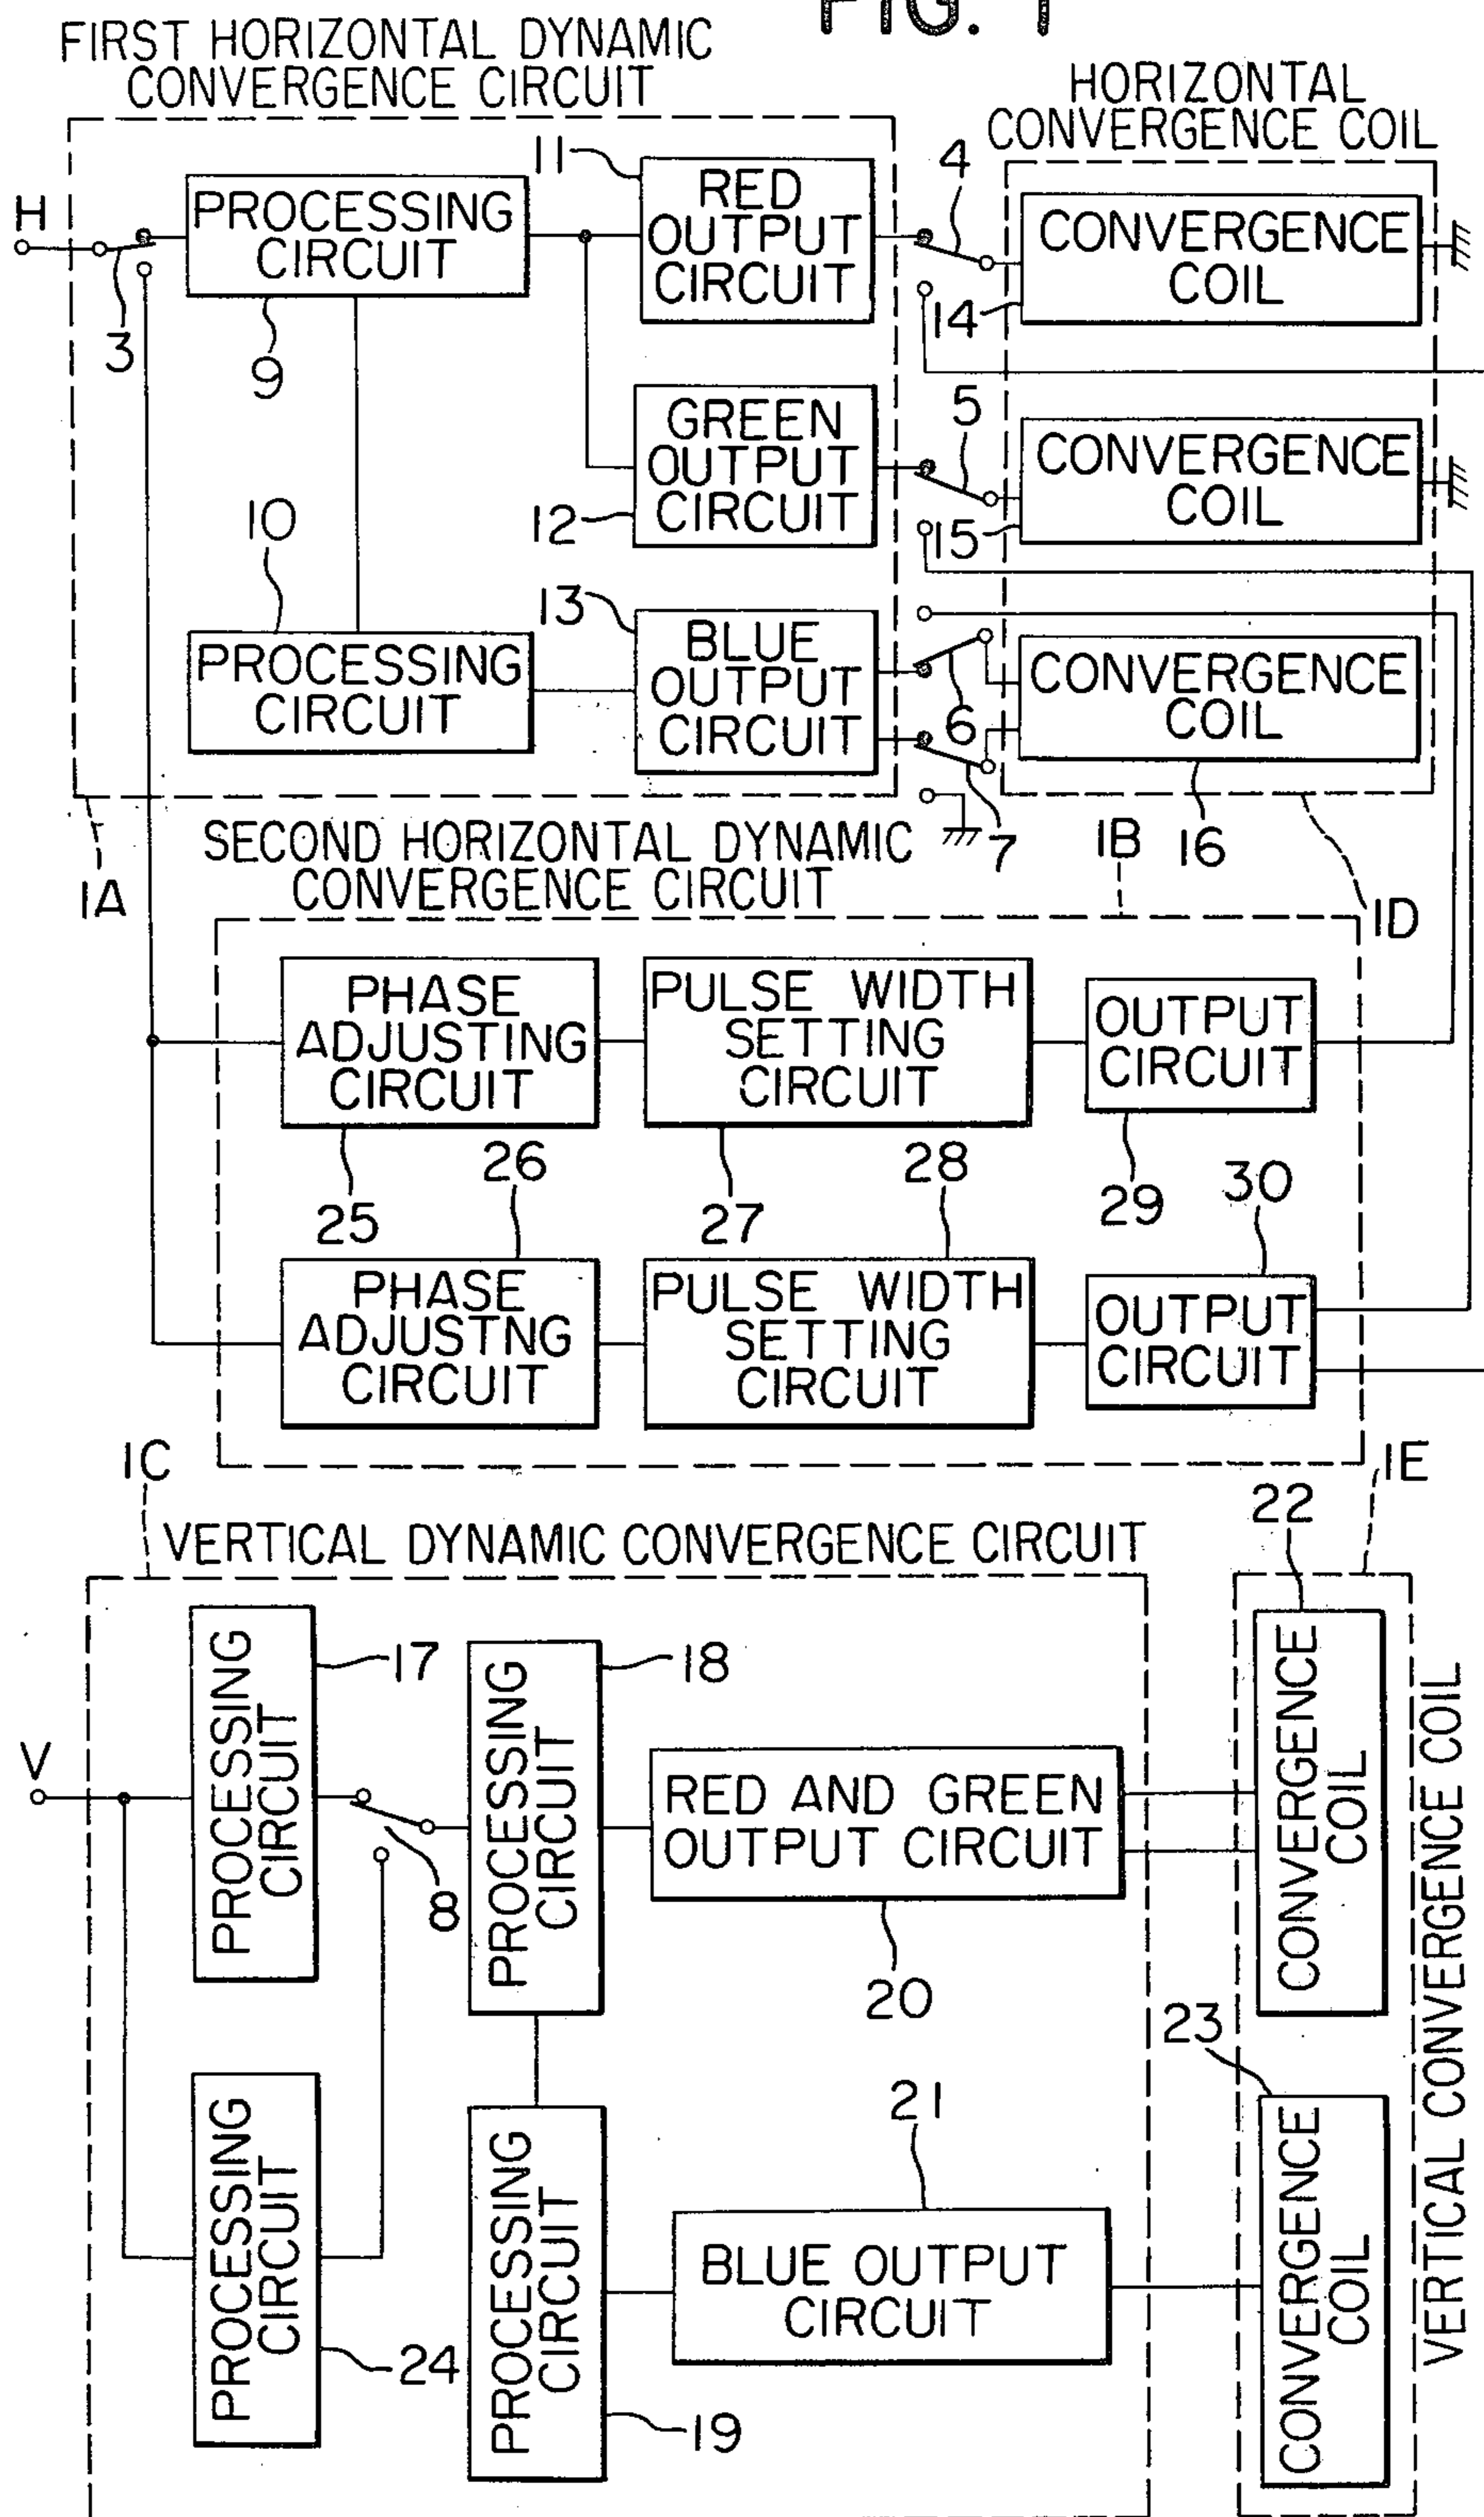 FIG. 1
FIRST HORIZONTAL DYNAMIC
CONVERGENCE CIRCUIT
HORIZONTAL
CONVERGENCE COIL
H
3
PROCESSING
CIRCUIT
9
11
RED
OUTPUT
CIRCUIT
4
CONVERGENCE
COIL
14
GREEN
OUTPUT
CIRCUIT
12
5
CONVERGENCE
COIL
15
10
PROCESSING
CIRCUIT
13
BLUE
OUTPUT
CIRCUIT
6
7
CONVERGENCE
COIL
16
1A
1D
SECOND HORIZONTAL DYNAMIC
CONVERGENCE CIRCUIT
1B
PHASE
ADJUSTING
CIRCUIT
25
PULSE WIDTH
SETTING
CIRCUIT
27
OUTPUT
CIRCUIT
29
26
PHASE
ADJUSTNG
CIRCUIT
28
PULSE WIDTH
SETTING
CIRCUIT
30
OUTPUT
CIRCUIT
1C
1E
VERTICAL DYNAMIC CONVERGENCE CIRCUIT
V
PROCESSING
CIRCUIT
17
8
PROCESSING
CIRCUIT
18
RED AND GREEN
OUTPUT CIRCUIT
20
22
CONVERGENCE
COIL
VERTICAL CONVERGENCE COIL
PROCESSING
CIRCUIT
24
PROCESSING
CIRCUIT
19
21
BLUE OUTPUT
CIRCUIT
23
CONVERGENCE
COIL